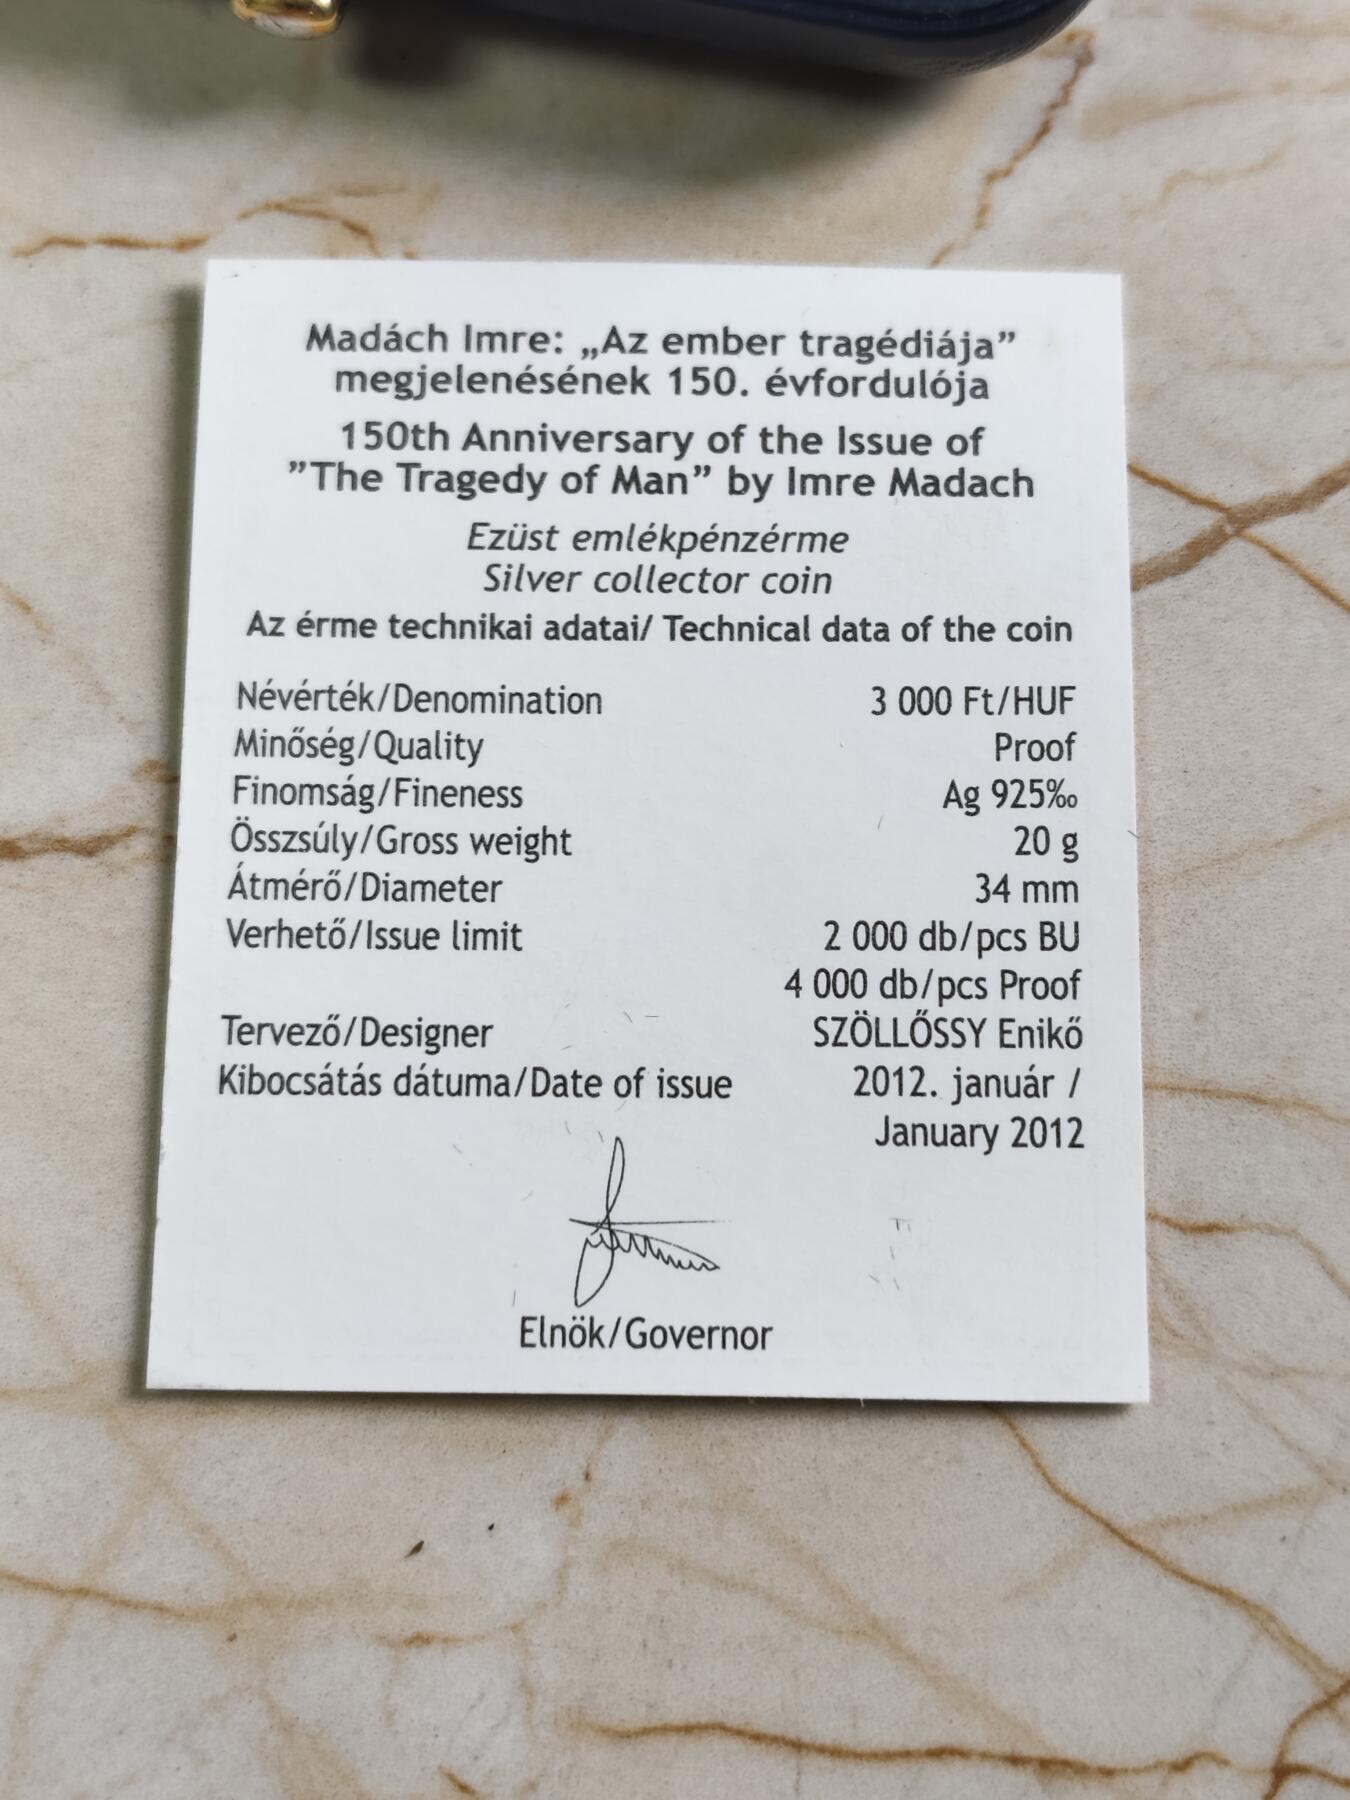 Madách Imre: „Az ember tragédiája”
megjelenésének 150. évfordulója
150th Anniversary of the Issue of
”The Tragedy of Man” by Imre Madach
Ezüst emlékpénzérme
Silver collector coin
Az érme technikai adatai/ Technical data of the coin
Névérték/Denomination 3 000 Ft/HUF
Minőség/Quality Proof
Finomság/Fineness Ag 925‰
Összsúly/Gross weight 20 g
Átmérő/Diameter 34 mm
Verhető/Issue limit 2 000 db/pcs BU
4 000 db/pcs Proof
Tervező/Designer SZÖLLŐSSY Enikő
Kibocsátás dátuma/Date of issue 2012. január /
January 2012
Elnök/Governor